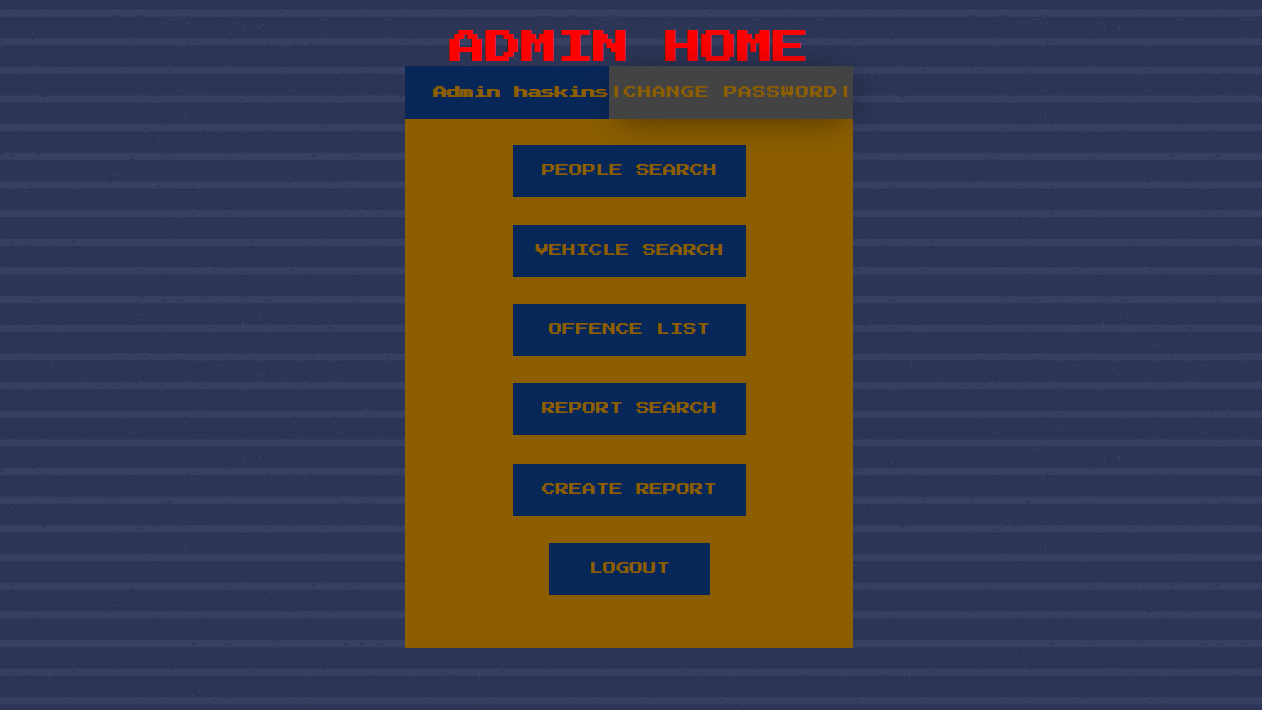 ADMIN HOME
Admin haskins |CHANGE PASSWORD|
PEOPLE SEARCH
VEHICLE SEARCH
OFFENCE LIST
REPORT SEARCH
CREATE REPORT
LOGOUT